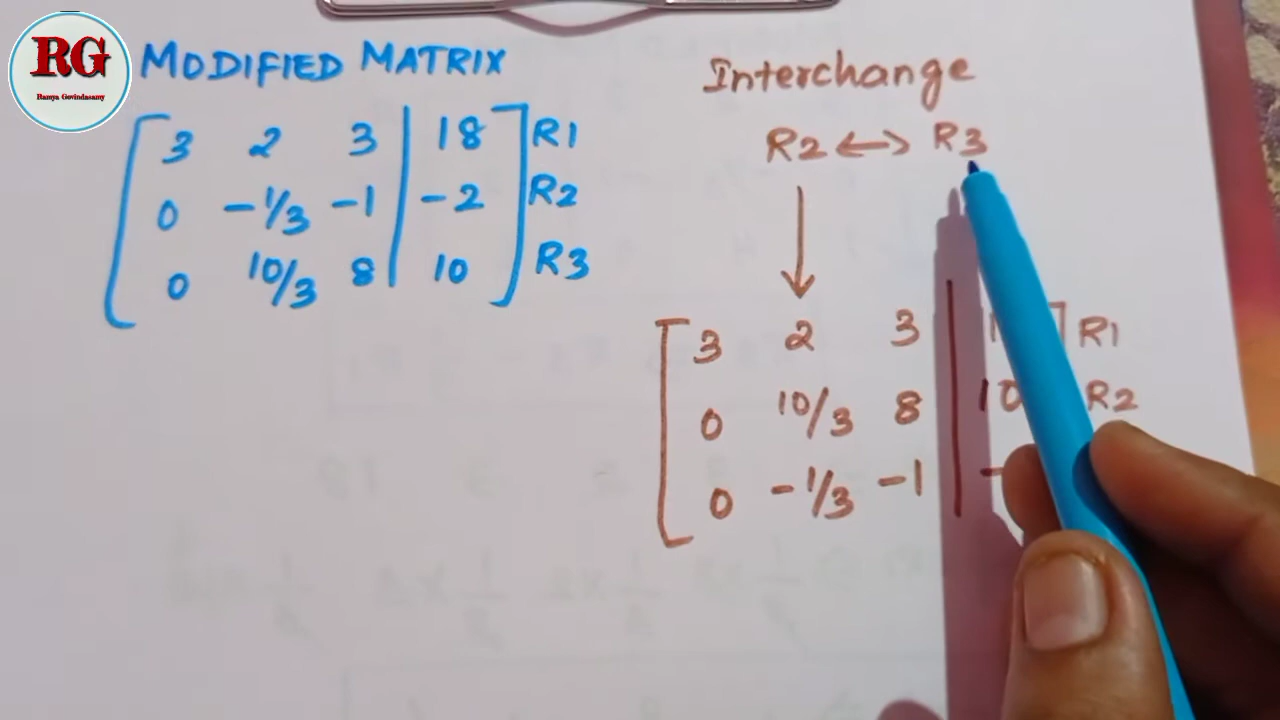 RG
Ramya Govindasamy
MODIFIED MATRIX
3 2 3 18 R1
0 -1/3 -1 -2 R2
0 10/3 8 10 R3
Interchange
R2 ↔ R3
3 2 3 R1
0 10/3 8 10 R2
0 -1/3 -1